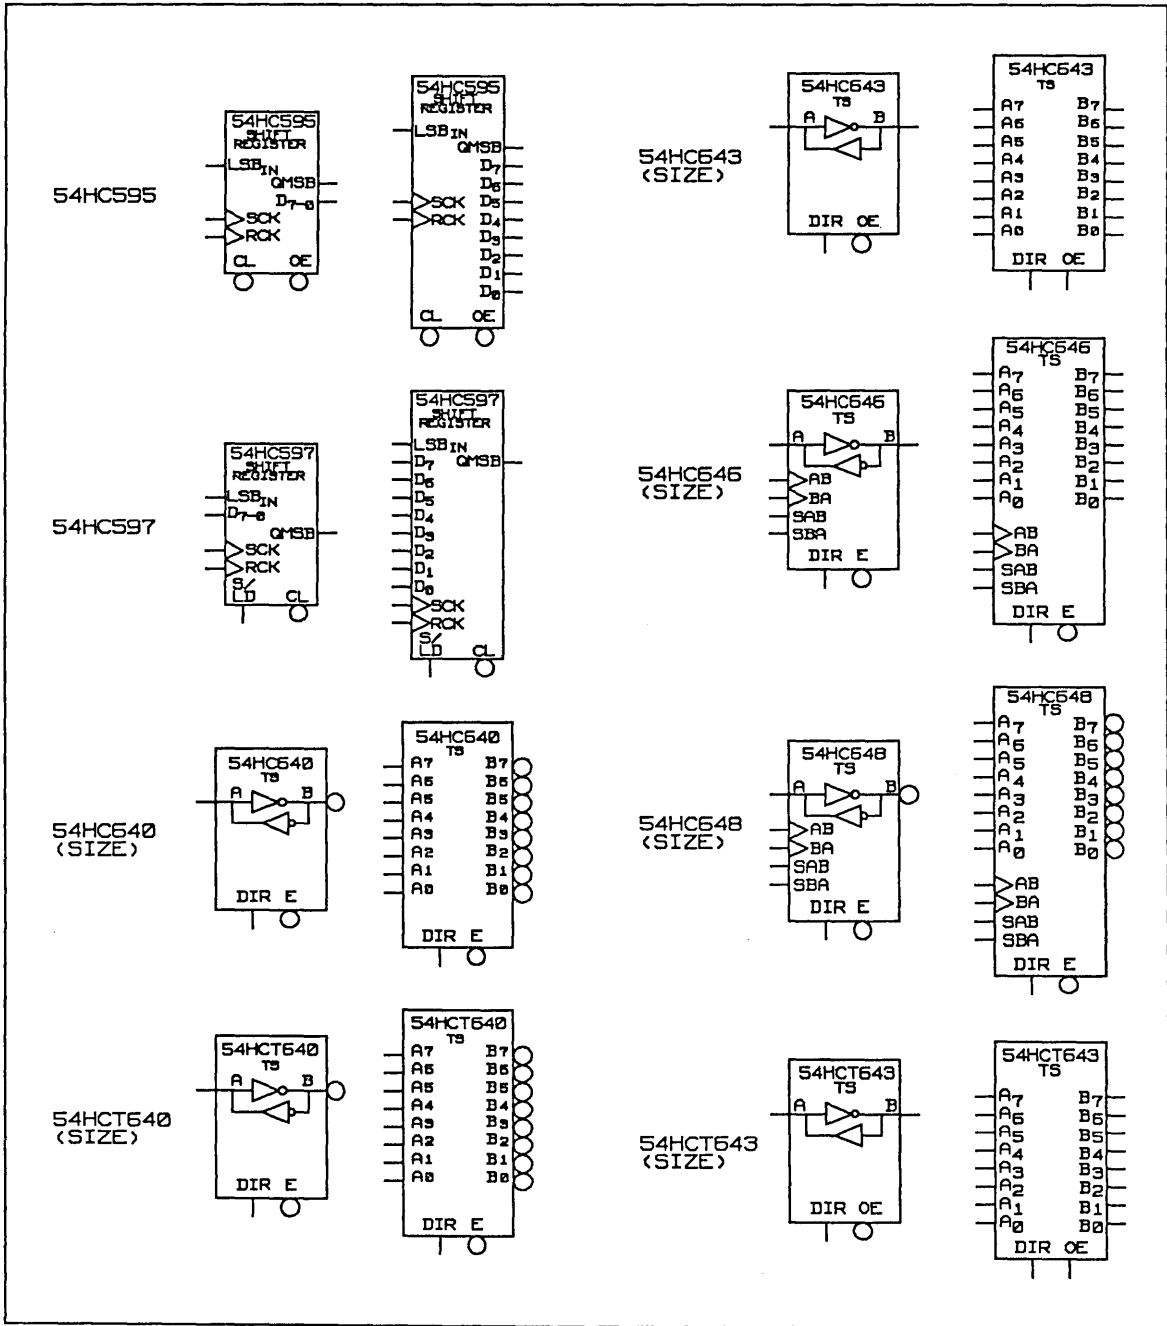 54HC595
54HC595
SHIFT
REGISTER
LSBIN
QMSB
D7-0
SCK
RCK
CL OE
54HC595
SHIFT
REGISTER
LSBIN
QMSB
D7
D6
SCK D5
RCK D4
D3
D2
D1
D0
CL OE
54HC597
54HC597
SHIFT
REGISTER
LSBIN
D7-0
QMSB
SCK
RCK
S/
LD CL
54HC597
SHIFT
REGISTER
LSBIN
D7 QMSB
D6
D5
D4
D3
D2
D1
D0
SCK
RCK
S/
LD CL
54HC640
(SIZE)
54HC640
TS
A B
DIR E
54HC640
TS
A7 B7
A6 B6
A5 B5
A4 B4
A3 B3
A2 B2
A1 B1
A0 B0
DIR E
54HCT640
(SIZE)
54HCT640
TS
A B
DIR E
54HCT640
TS
A7 B7
A6 B6
A5 B5
A4 B4
A3 B3
A2 B2
A1 B1
A0 B0
DIR E
54HC643
(SIZE)
54HC643
TS
A B
DIR OE
54HC643
TS
A7 B7
A6 B6
A5 B5
A4 B4
A3 B3
A2 B2
A1 B1
A0 B0
DIR OE
54HC646
(SIZE)
54HC646
TS
A B
AB
BA
SAB
SBA
DIR E
54HC646
TS
A7 B7
A6 B6
A5 B5
A4 B4
A3 B3
A2 B2
A1 B1
A0 B0
AB
BA
SAB
SBA
DIR E
54HC648
(SIZE)
54HC648
TS
A B
AB
BA
SAB
SBA
DIR E
54HC648
TS
A7 B7
A6 B6
A5 B5
A4 B4
A3 B3
A2 B2
A1 B1
A0 B0
AB
BA
SAB
SBA
DIR E
54HCT643
(SIZE)
54HCT643
TS
A B
DIR OE
54HCT643
TS
A7 B7
A6 B6
A5 B5
A4 B4
A3 B3
A2 B2
A1 B1
A0 B0
DIR OE